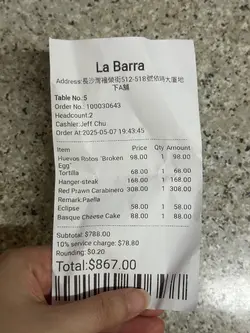 La Barra
Address:長沙灣福榮街512-518號依時大廈地
下A舖
Table No.:5
Order No.: 100030643
Headcount:2
Cashier:Jeff.Chu
Order At:2025-05-07 19:43:45
Item Price Qty Amount
Huevos Rotos "Broken 98.00 1 98.00
Egg"
Tortilla 68.00 1 68.00
Hanger-steak 168.00 1 168.00
Red Prawn Carabinero 308.00 1 308.00
Remark:Paella
Eclipse 58.00 1 58.00
Basque Cheese Cake 88.00 1 88.00
Subtotal: $788.00
10% service charge: $78.80
Rounding: $0.20
Total:$867.00